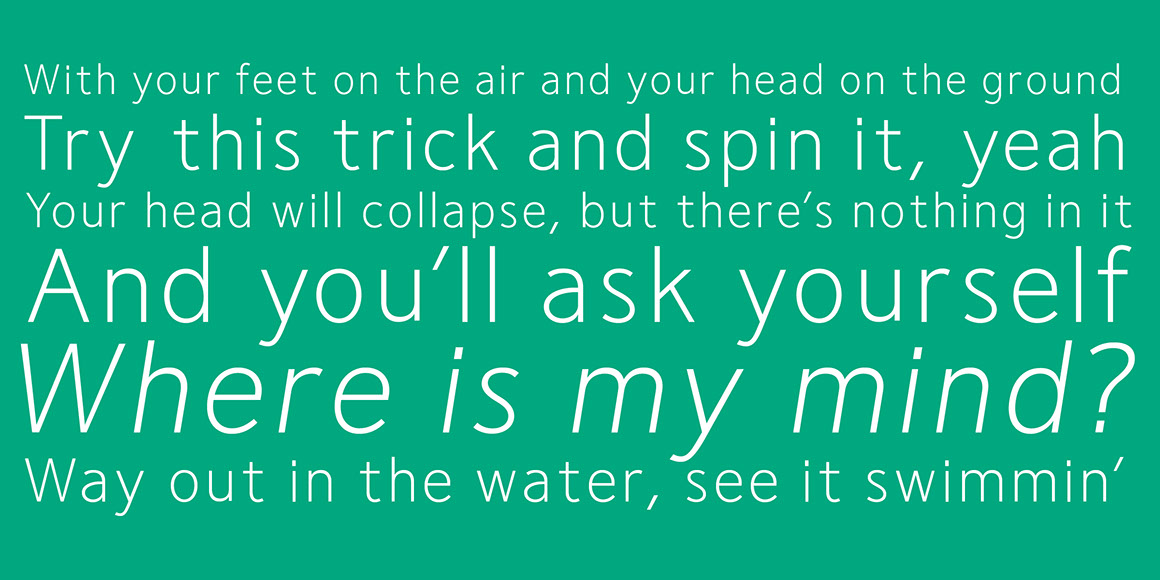 With your feet on the air and your head on the ground
Try this trick and spin it, yeah
Your head will collapse, but there’s nothing in it
And you’ll ask yourself
Where is my mind?
Way out in the water, see it swimmin’